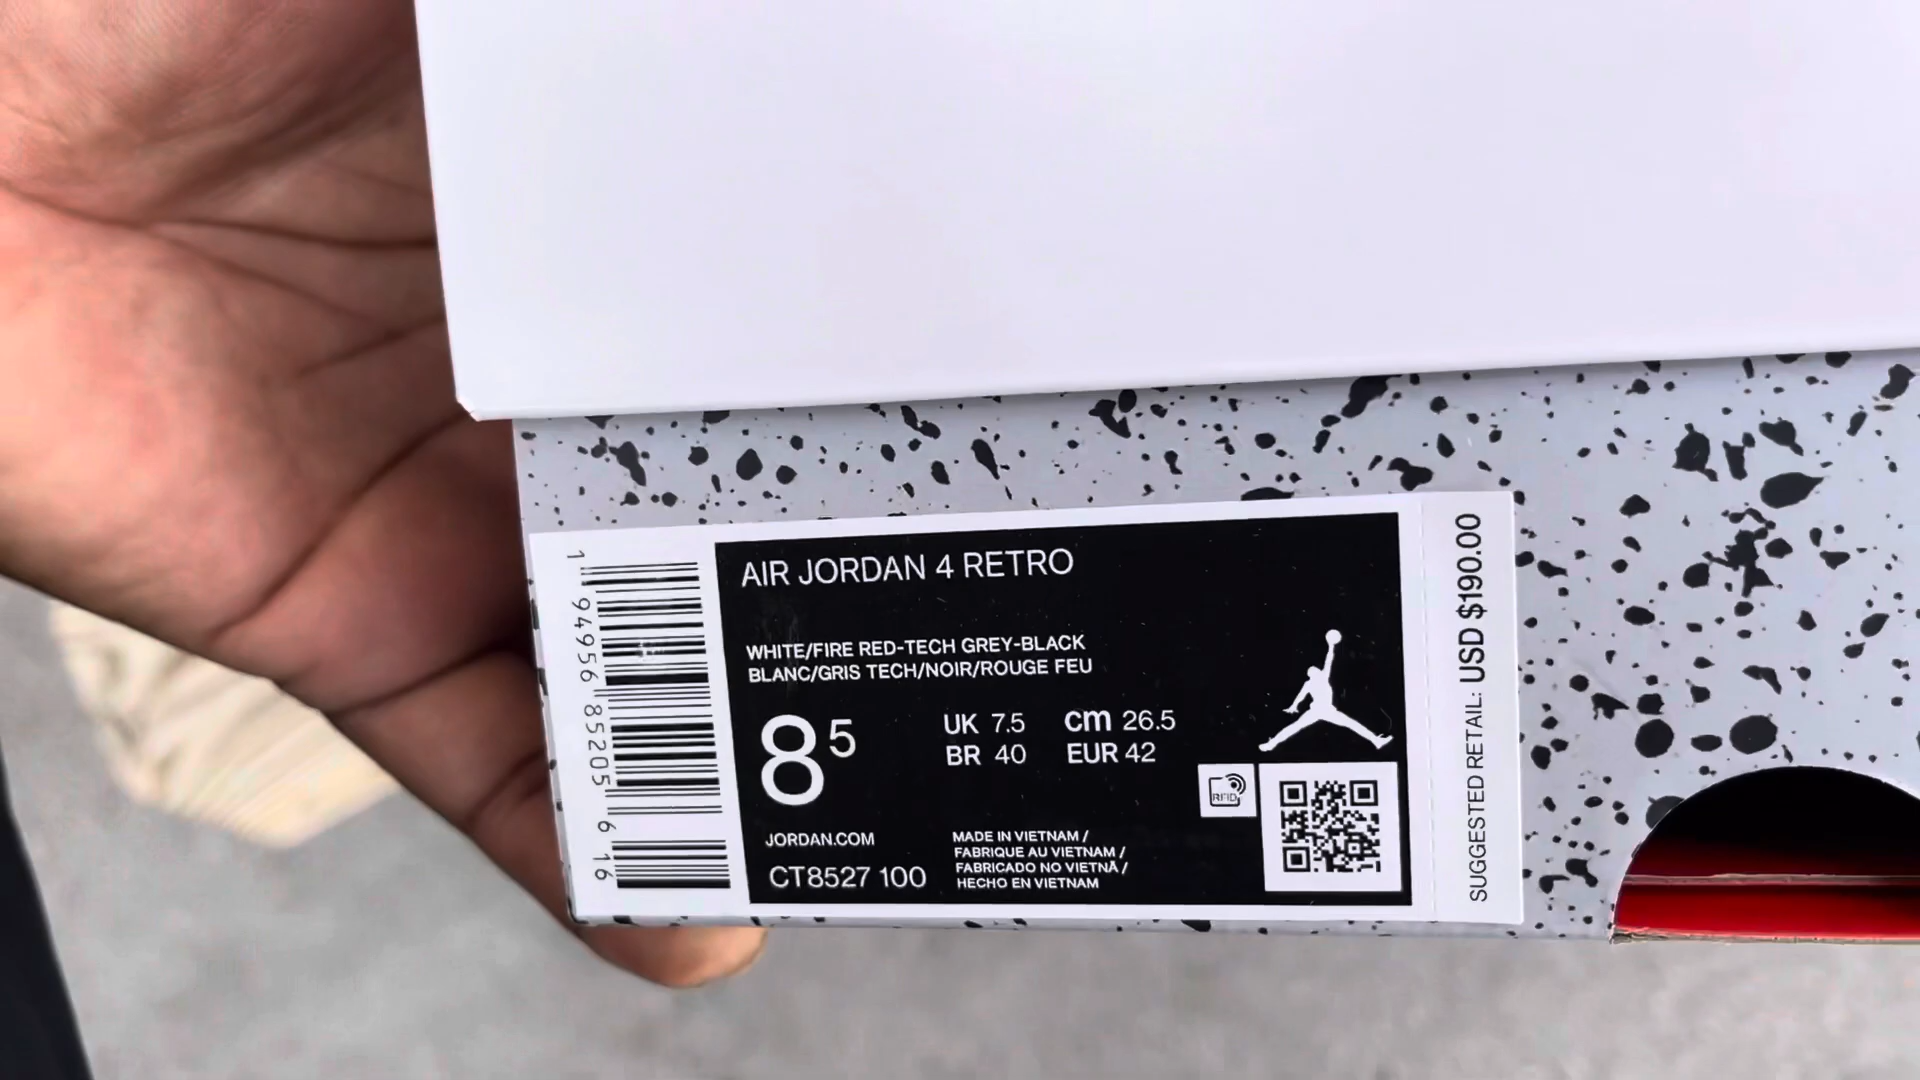 AIR JORDAN 4 RETRO
WHITE/FIRE RED-TECH GREY-BLACK
BLANC/GRIS TECH/NOIR/ROUGE FEU
8 5
UK 7.5 cm 26.5
BR 40 EUR 42
RFID
JORDAN.COM
CT8527 100
MADE IN VIETNAM /
FABRIQUE AU VIETNAM /
FABRICADO NO VIETNÃ /
HECHO EN VIETNAM
1 94956 85205 6 16
SUGGESTED RETAIL: USD $190.00